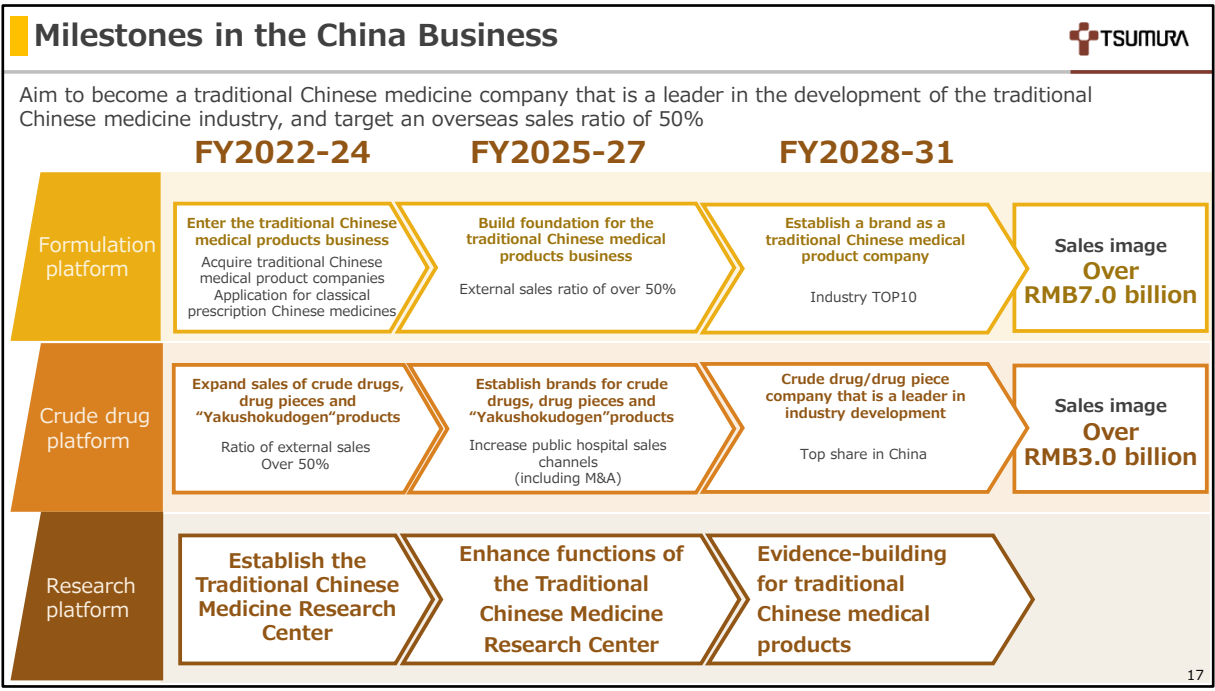 Milestones in the China Business
TSUMURA
Aim to become a traditional Chinese medicine company that is a leader in the development of the traditional
Chinese medicine industry, and target an overseas sales ratio of 50%
FY2022-24
FY2025-27
FY2028-31
Formulation
platform
Enter the traditional Chinese
medical products business
Acquire traditional Chinese
medical product companies
Application for classical
prescription Chinese medicines
Build foundation for the
traditional Chinese medical
products business
External sales ratio of over 50%
Establish a brand as a
traditional Chinese medical
product company
Industry TOP10
Sales image
Over
RMB7.0 billion
Crude drug
platform
Expand sales of crude drugs,
drug pieces and
“Yakushokudogen“products
Ratio of external sales
Over 50%
Establish brands for crude
drugs, drug pieces and
“Yakushokudogen”products
Increase public hospital sales
channels
(including M&A)
Crude drug/drug piece
company that is a leader in
industry development
Top share in China
Sales image
Over
RMB3.0 billion
Research
platform
Establish the
Traditional Chinese
Medicine Research
Center
Enhance functions of
the Traditional
Chinese Medicine
Research Center
Evidence-building
for traditional
Chinese medical
products
17